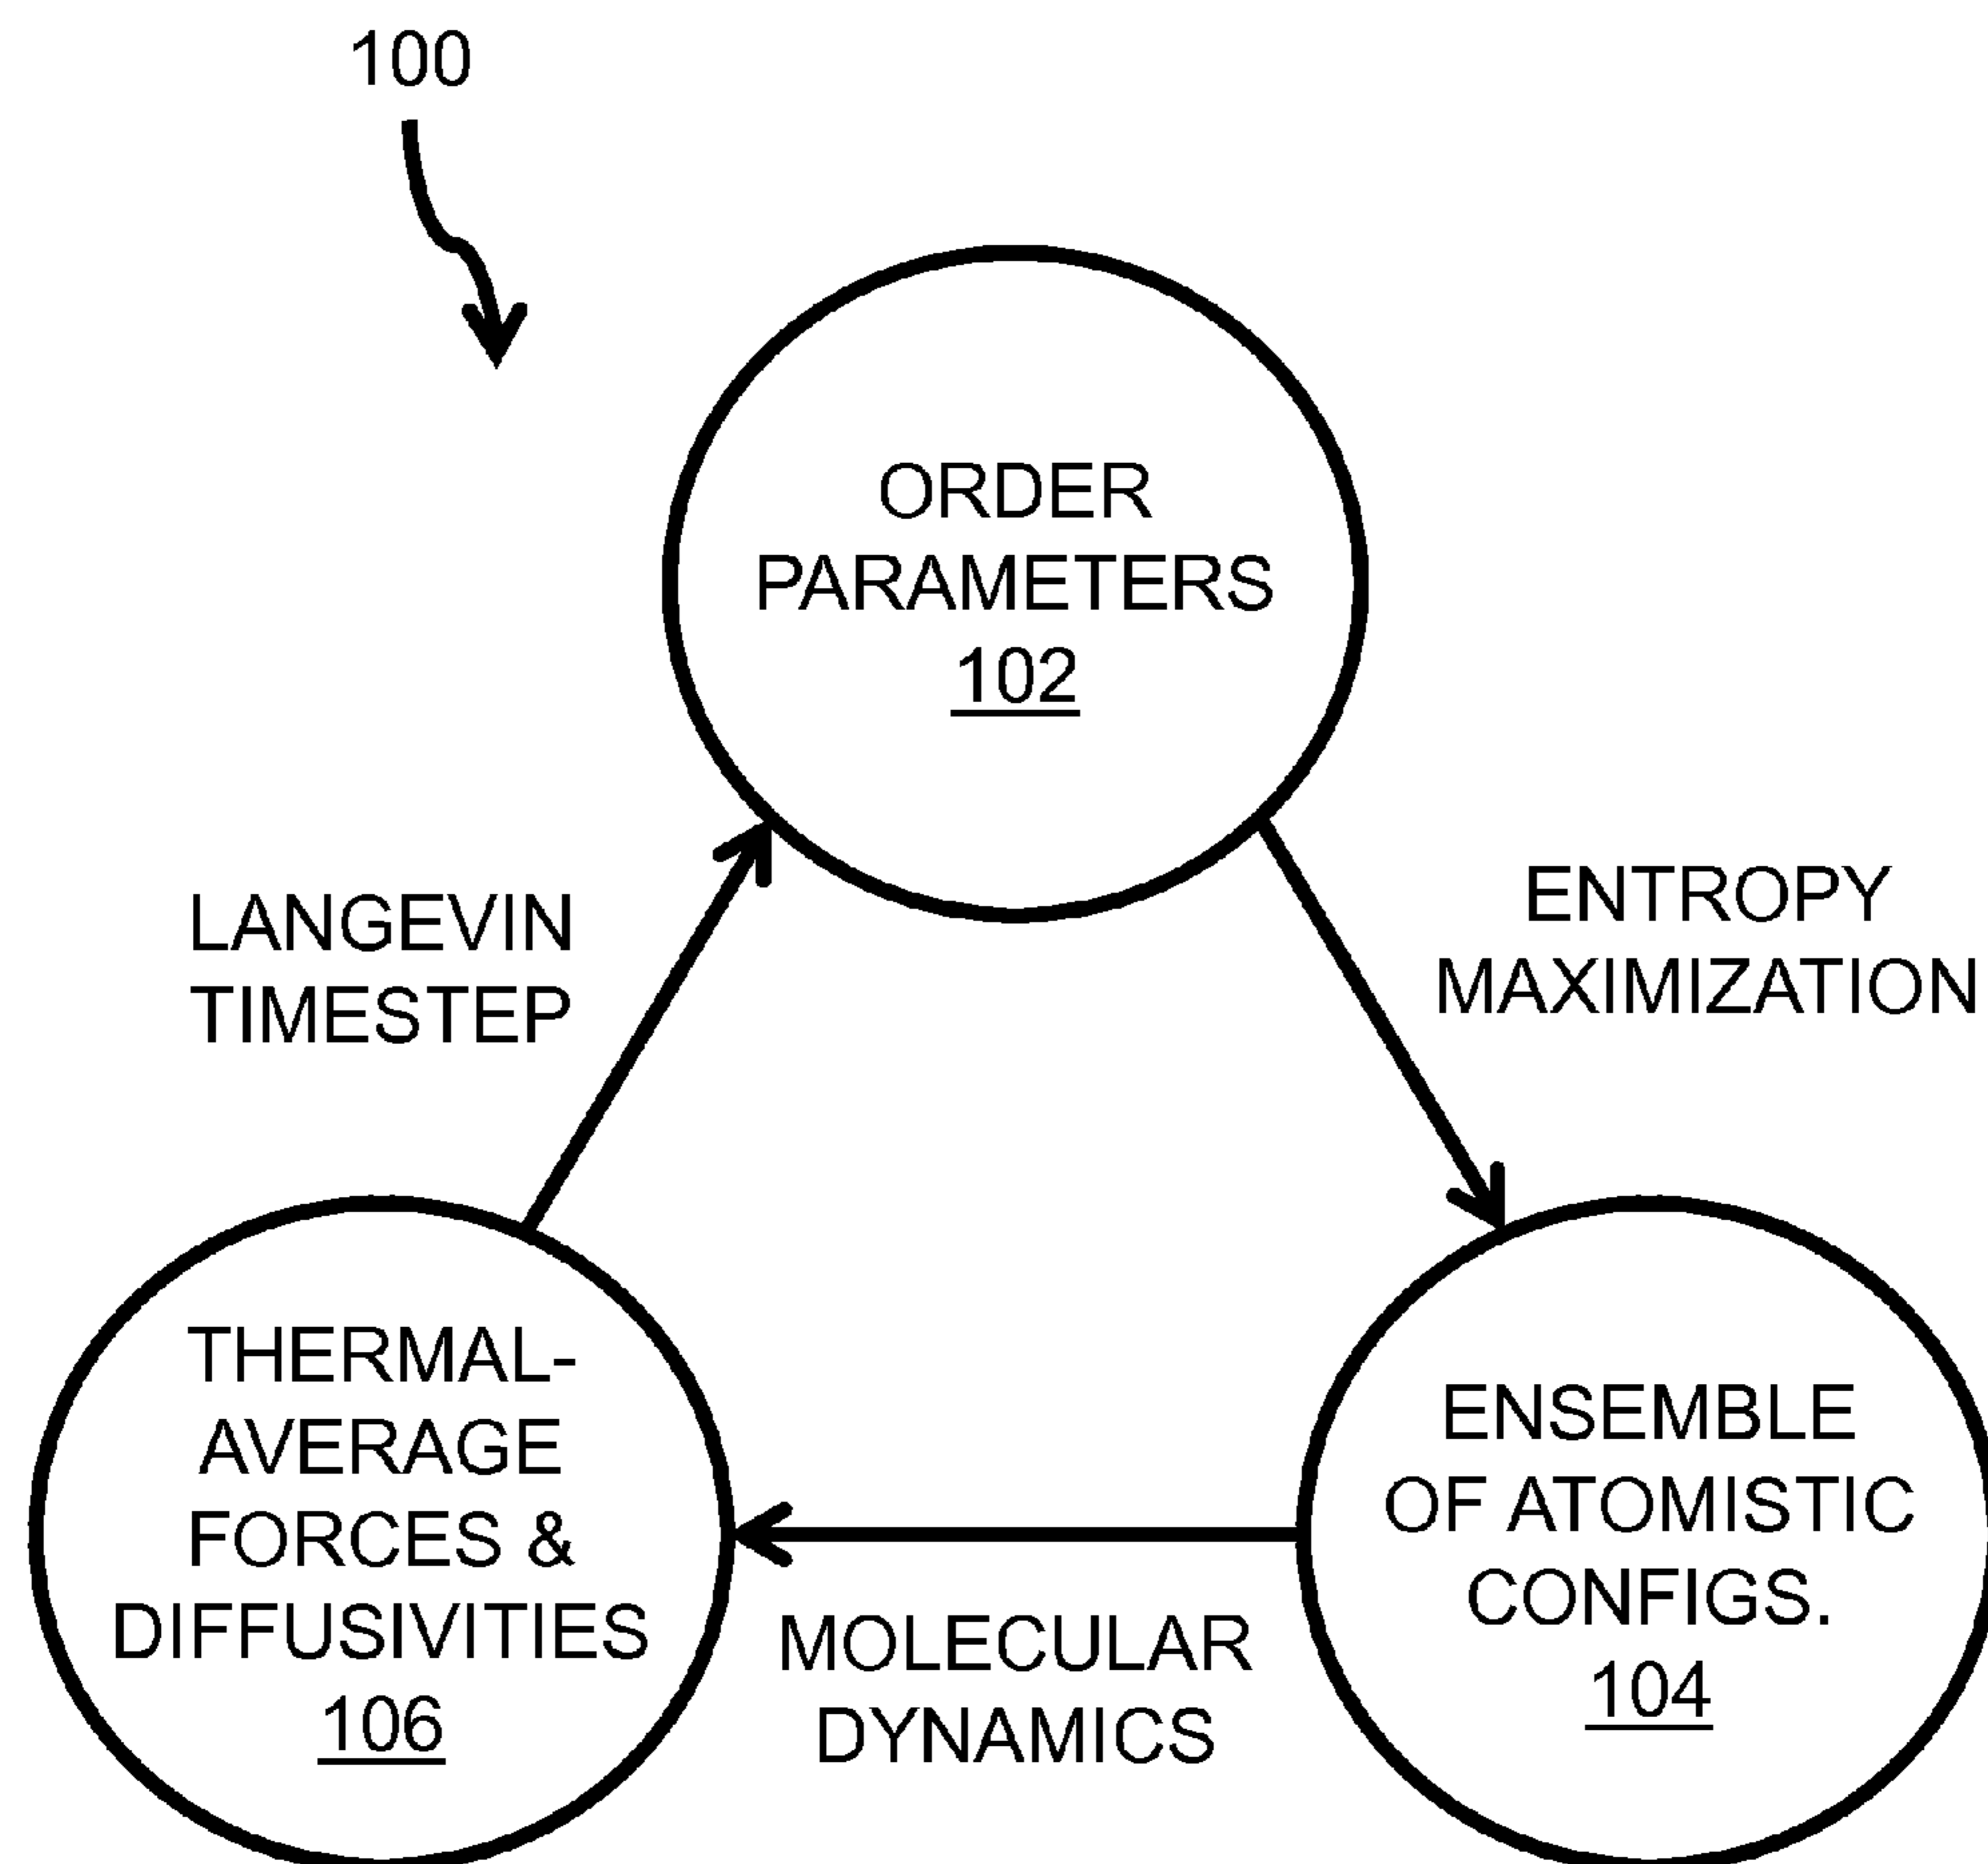 100
ORDER
PARAMETERS
102
LANGEVIN
TIMESTEP
ENTROPY
MAXIMIZATION
THERMAL-
AVERAGE
FORCES &
DIFFUSIVITIES
106
MOLECULAR
DYNAMICS
ENSEMBLE
OF ATOMISTIC
CONFIGS.
104